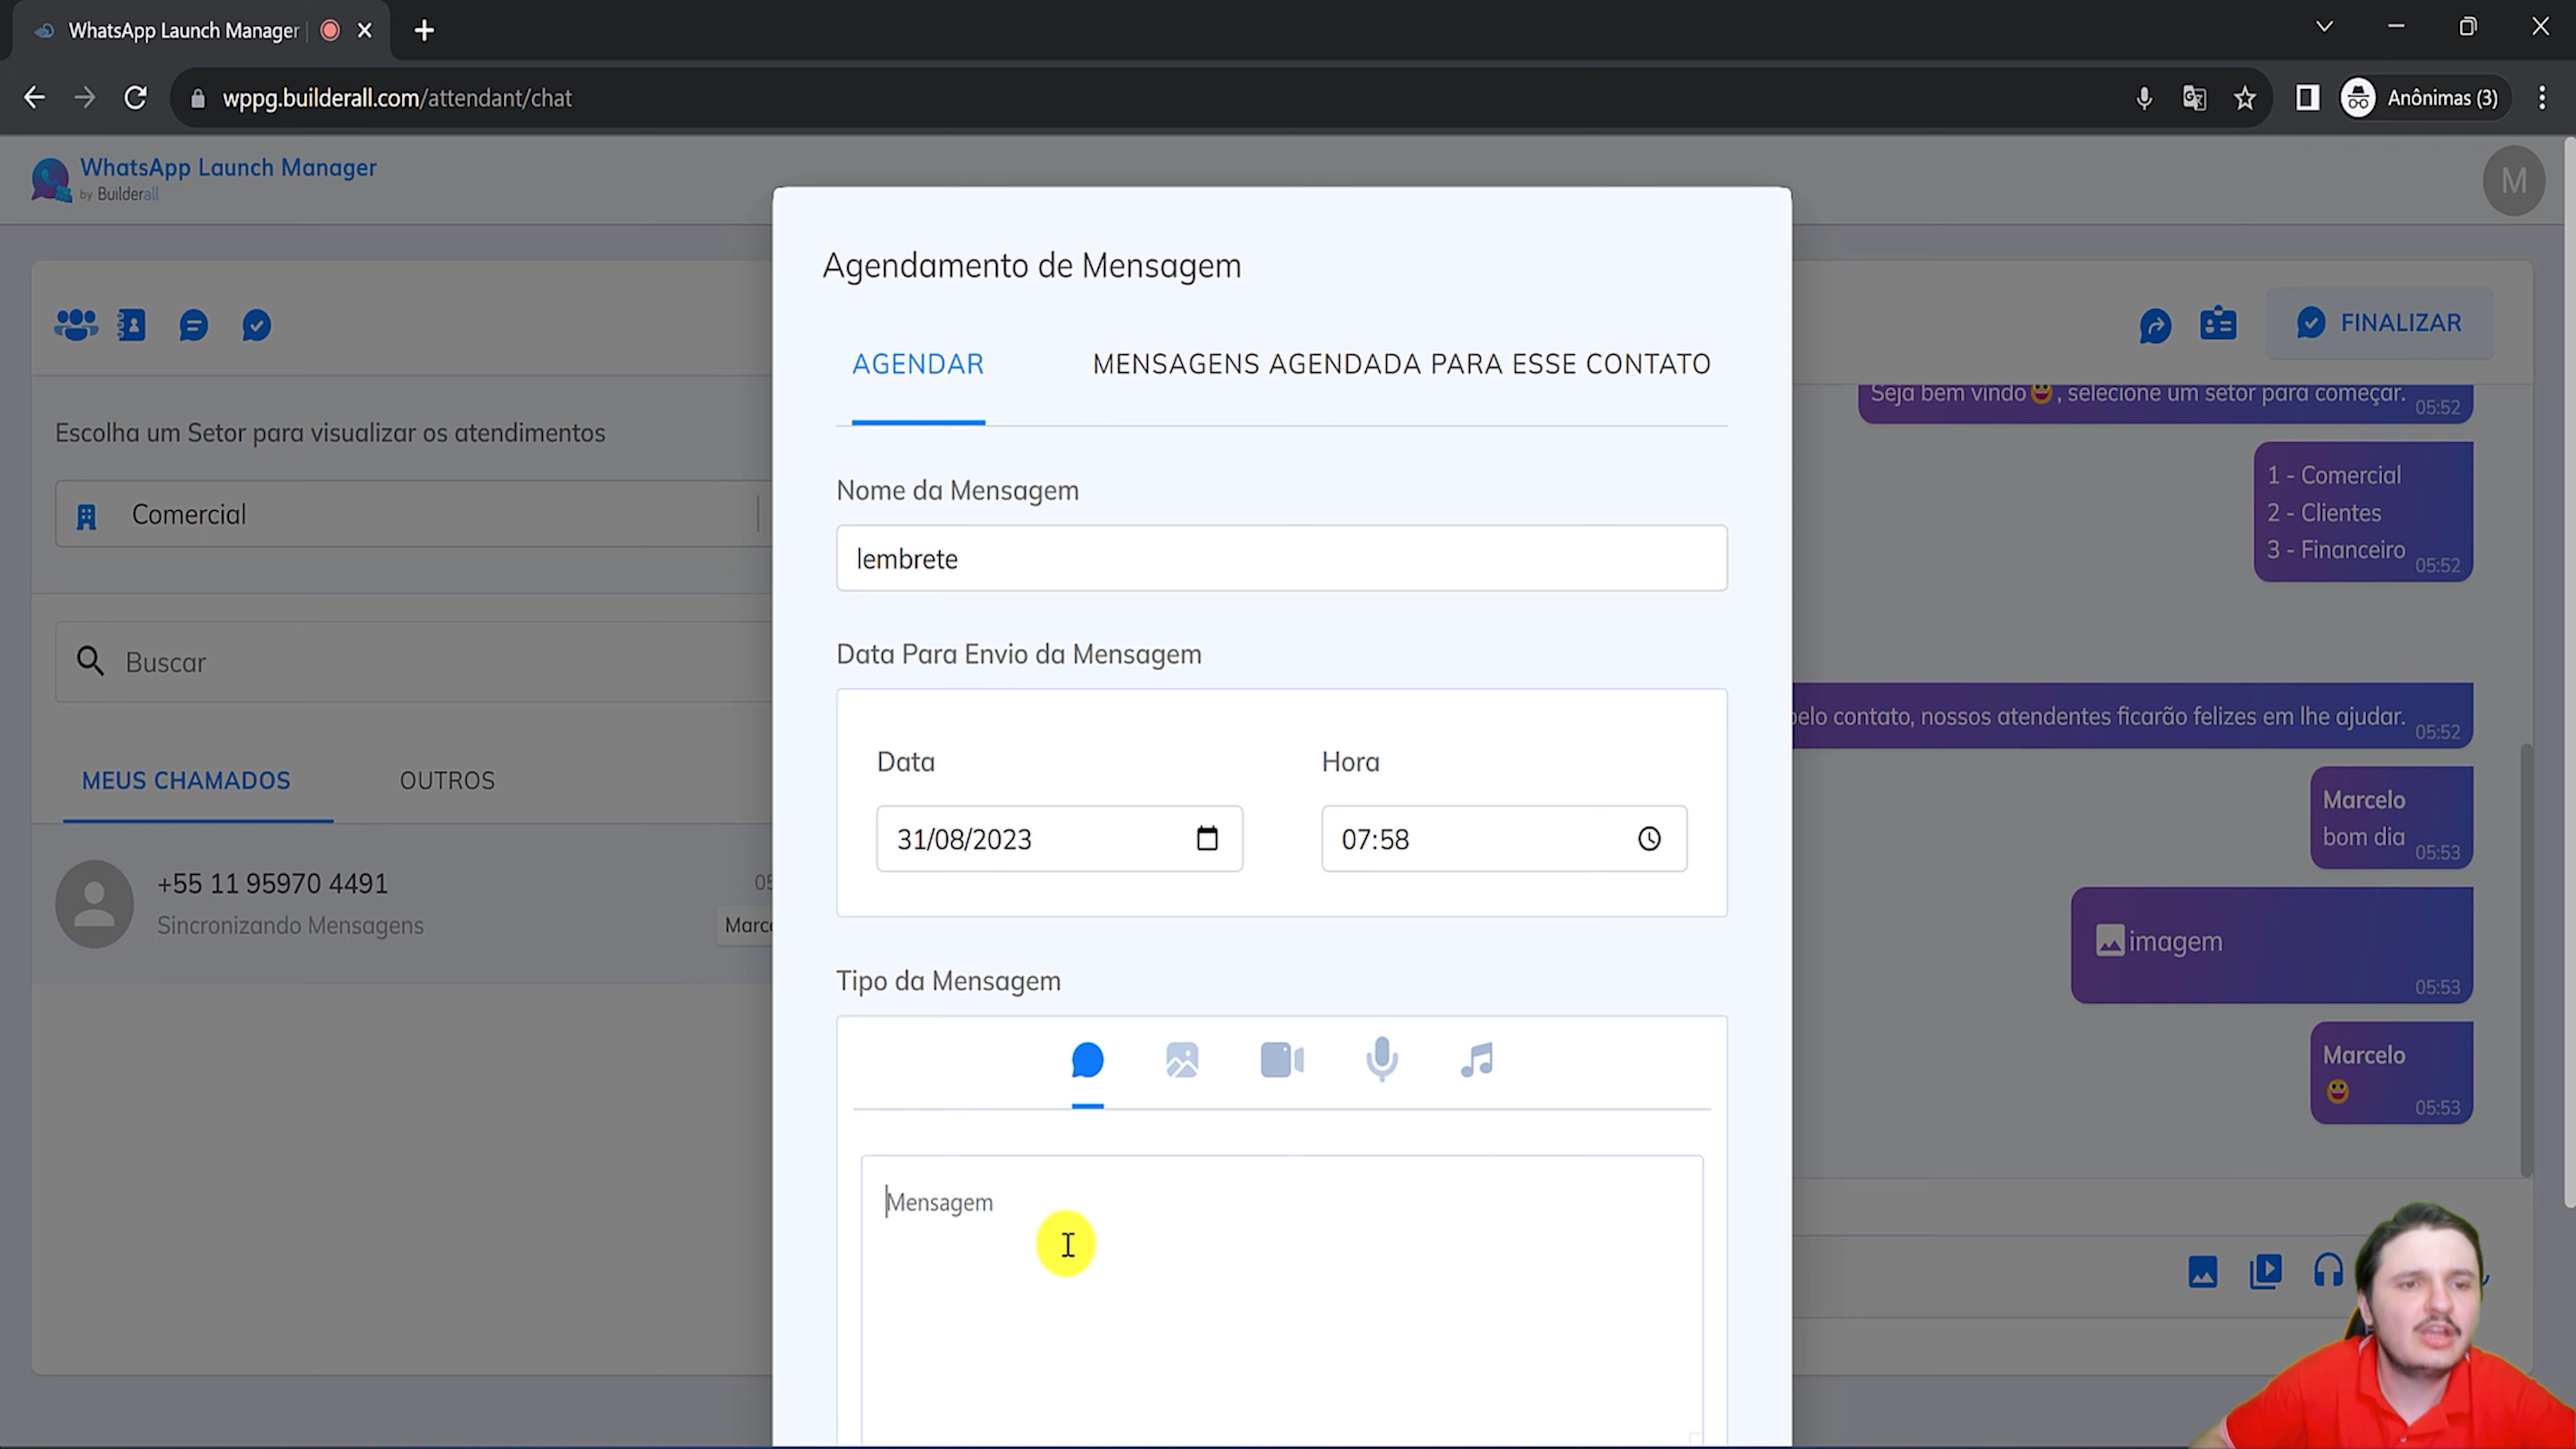 WhatsApp Launch Manager
wppg.builderall.com/attendant/chat
Anônimas (3)
WhatsApp Launch Manager
by Builderall
M
Escolha um Setor para visualizar os atendimentos
Comercial
Buscar
MEUS CHAMADOS
OUTROS
+55 11 95970 4491
Sincronizando Mensagens
Agendamento de Mensagem
AGENDAR
MENSAGENS AGENDADA PARA ESSE CONTATO
Nome da Mensagem
lembrete
Data Para Envio da Mensagem
Data
Hora
31/08/2023
07:58
Tipo da Mensagem
Mensagem
FINALIZAR
Seja bem vindo😀, selecione um setor para começar.
05:52
1 - Comercial
2 - Clientes
3 - Financeiro
05:52
pelo contato, nossos atendentes ficarão felizes em lhe ajudar.
05:52
Marcelo
bom dia
05:53
imagem
05:53
Marcelo
😀
05:53